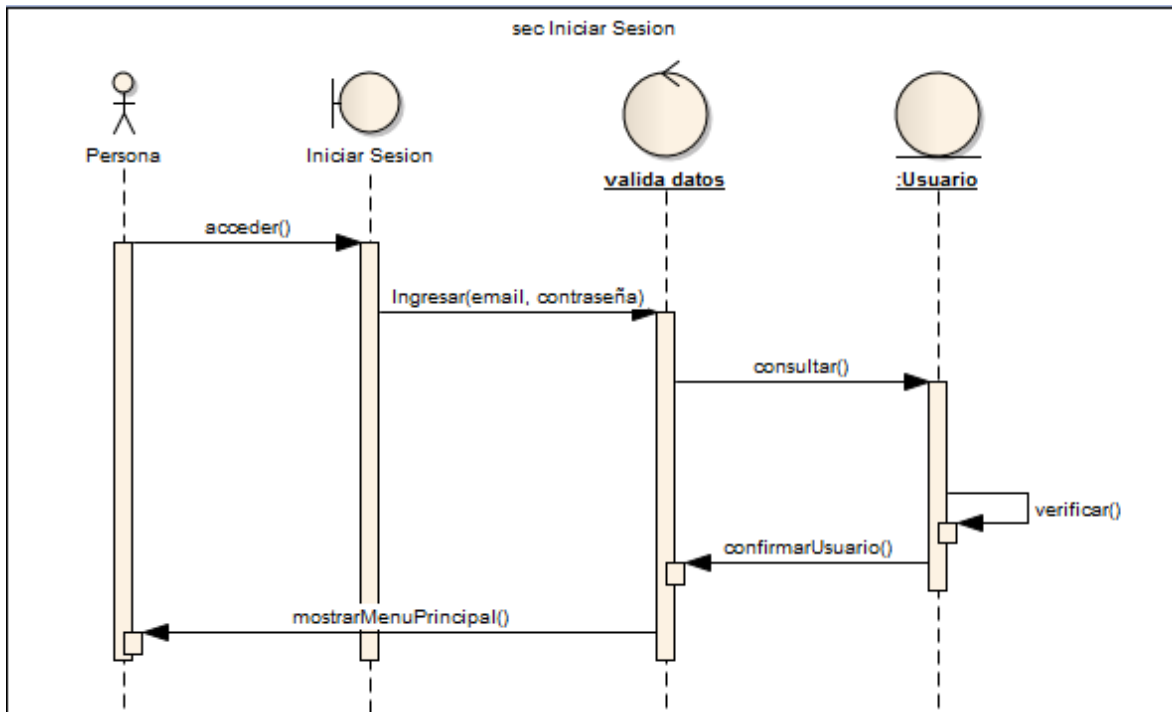 sec Iniciar Sesion
Persona
Iniciar Sesion
valida datos
:Usuario
acceder()
Ingresar(email, contraseña)
consultar()
verificar()
confirmarUsuario()
mostrarMenuPrincipal()